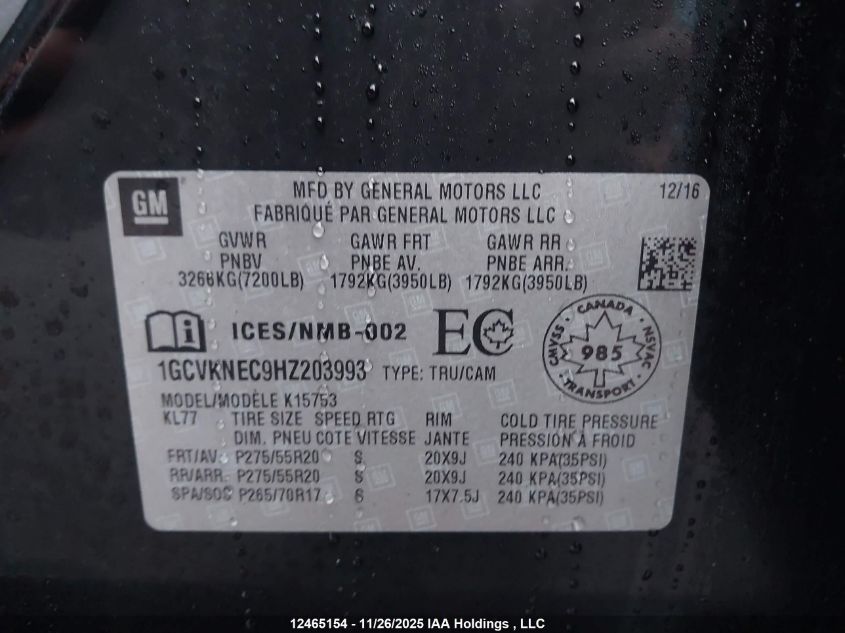 GM
MFD BY GENERAL MOTORS LLC 12/16
FABRIQUÉ PAR GENERAL MOTORS LLC
GVWR GAWR FRT GAWR RR
PNBV PNBE AV. PNBE ARR.
3266KG(7200LB) 1792KG(3950LB) 1792KG(3950LB)
ICES/NMB-002 EC
CANADA CMVSS NSVAC 985 TRANSPORT
1GCVKNEC9HZ203993 TYPE: TRU/CAM
MODEL/MODÈLE K15753
KL77 TIRE SIZE SPEED RTG RIM COLD TIRE PRESSURE
DIM. PNEU COTE VITESSE JANTE PRESSION À FROID
FRT/AV. P275/55R20 S 20X9J 240 KPA(35PSI)
RR/ARR. P275/55R20 S 20X9J 240 KPA(35PSI)
SPA/SOC P265/70R17 S 17X7.5J 240 KPA(35PSI)
12465154 - 11/26/2025 IAA Holdings , LLC